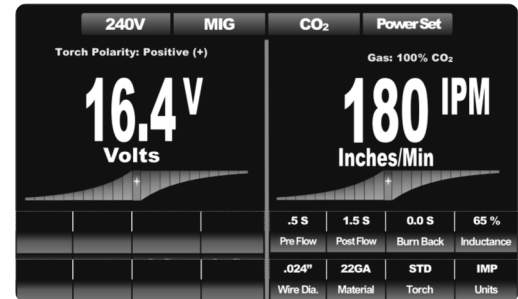 240V MIG CO₂ Power Set
Torch Polarity: Positive (+)
16.4 V
Volts
Gas: 100% CO₂
180 IPM
Inches/Min
.5 S 1.5 S 0.0 S 65 %
Pre Flow Post Flow Burn Back Inductance
.024" 22GA STD IMP
Wire Dia. Material Torch Units